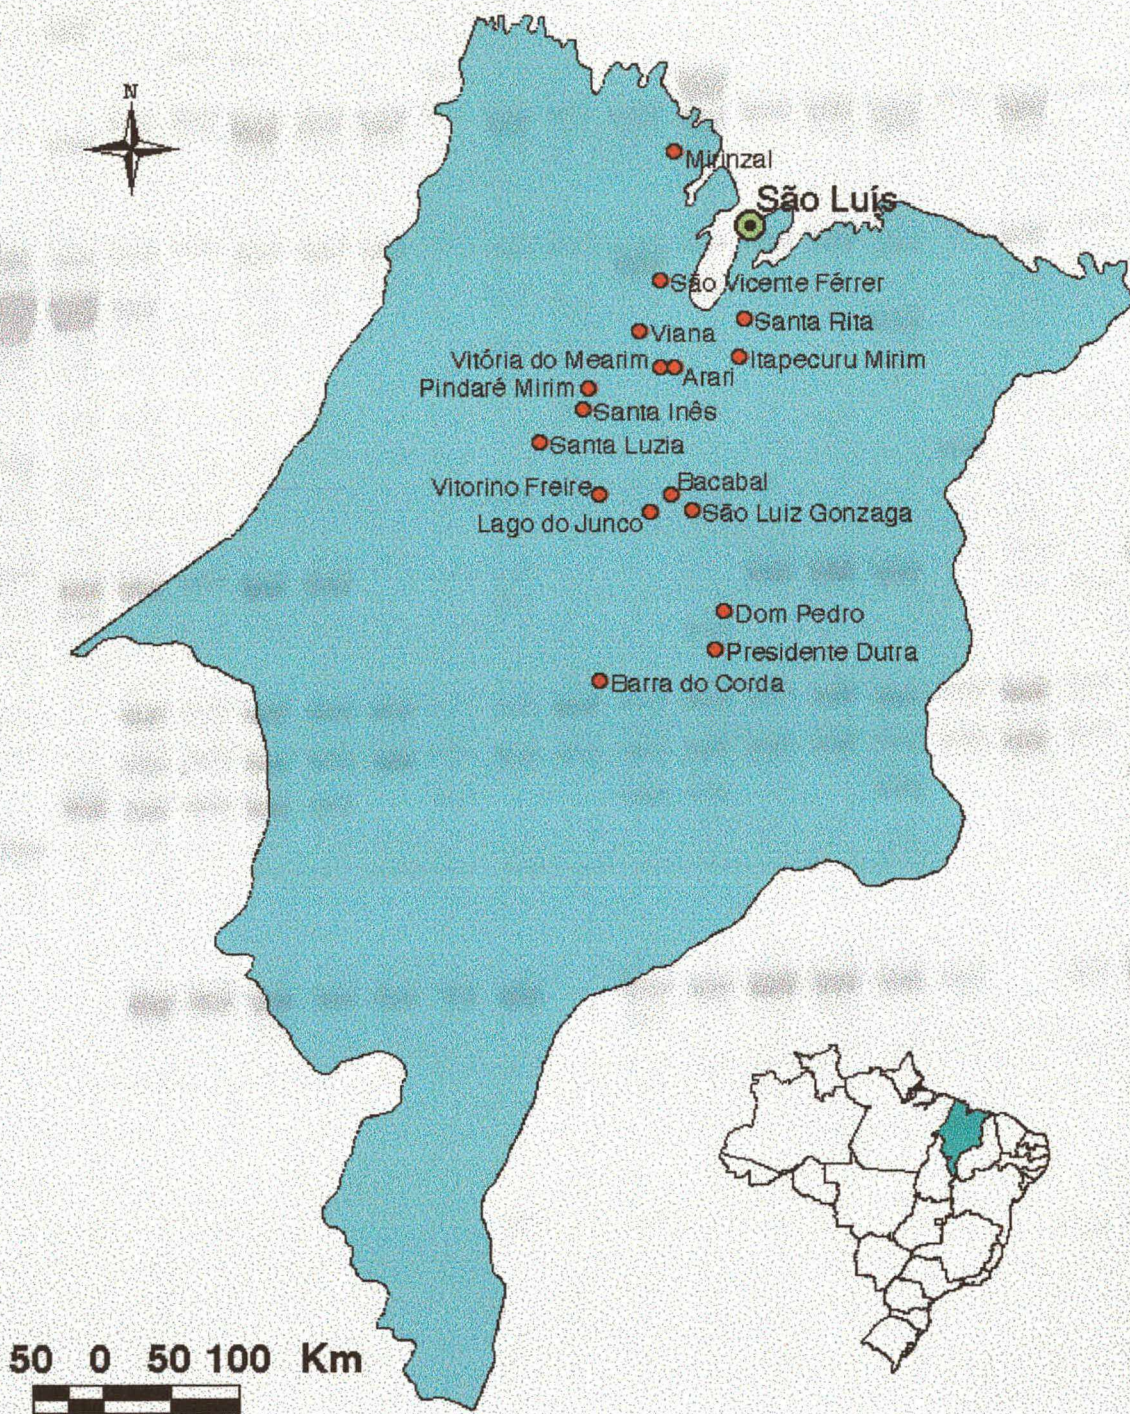 N
Mirinzal
São Luís
São Vicente Férrer
Santa Rita
Viana
Vitória do Mearim
Itapecuru Mirim
Arari
Pindaré Mirim
Santa Inês
Santa Luzia
Vitorino Freire
Bacabal
São Luiz Gonzaga
Lago do Junco
Dom Pedro
Presidente Dutra
Barra do Corda
50 0 50 100 Km